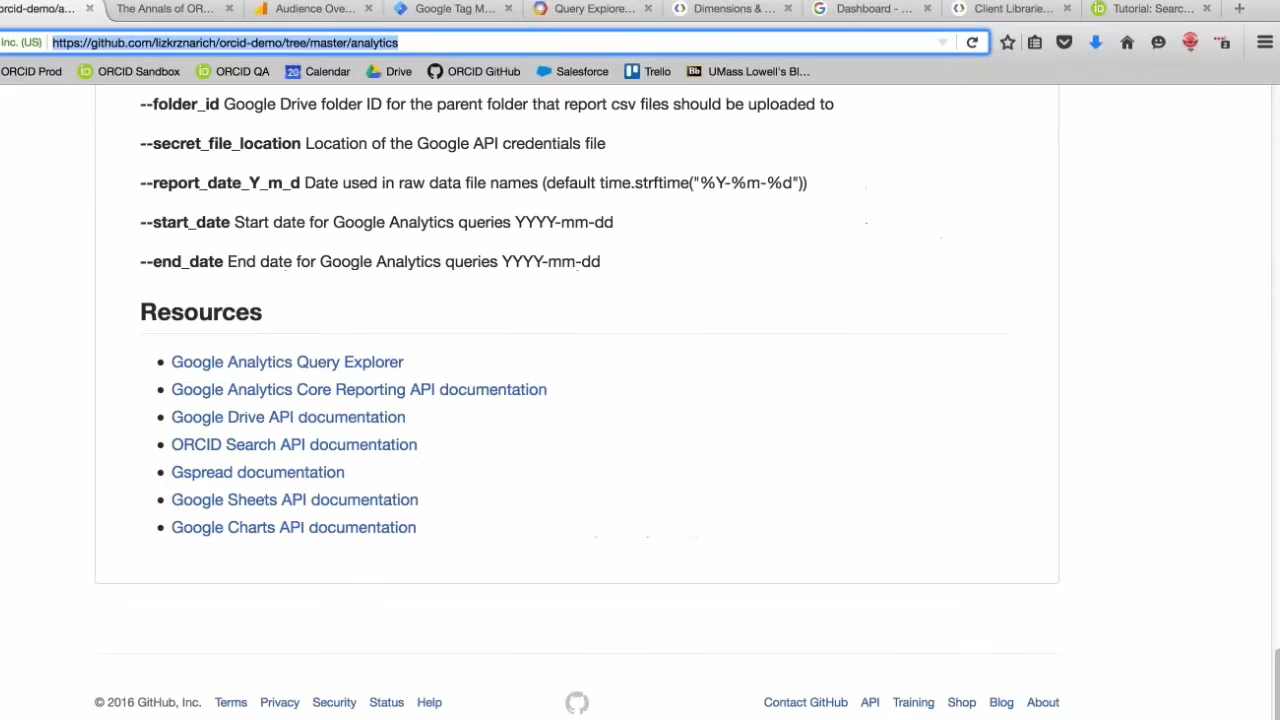 orcid-demo/a... The Annals of OR... Audience Ove... Google Tag M... Query Explore... Dimensions & ... Dashboard - ... Client Librarie... Tutorial: Searc...
Inc. (US) https://github.com/lizkrznarich/orcid-demo/tree/master/analytics
ORCID Prod ORCID Sandbox ORCID QA 20 Calendar Drive ORCID GitHub Salesforce Trello Bb UMass Lowell's Bl...
--folder_id Google Drive folder ID for the parent folder that report csv files should be uploaded to
--secret_file_location Location of the Google API credentials file
--report_date_Y_m_d Date used in raw data file names (default time.strftime("%Y-%m-%d"))
--start_date Start date for Google Analytics queries YYYY-mm-dd
--end_date End date for Google Analytics queries YYYY-mm-dd
Resources
Google Analytics Query Explorer
Google Analytics Core Reporting API documentation
Google Drive API documentation
ORCID Search API documentation
Gspread documentation
Google Sheets API documentation
Google Charts API documentation
© 2016 GitHub, Inc. Terms Privacy Security Status Help Contact GitHub API Training Shop Blog About